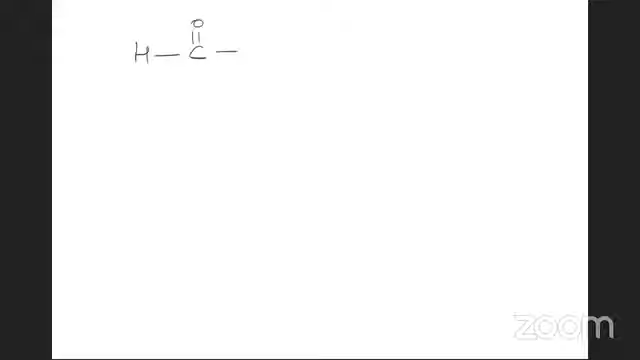 O
||
H — C —
zoom